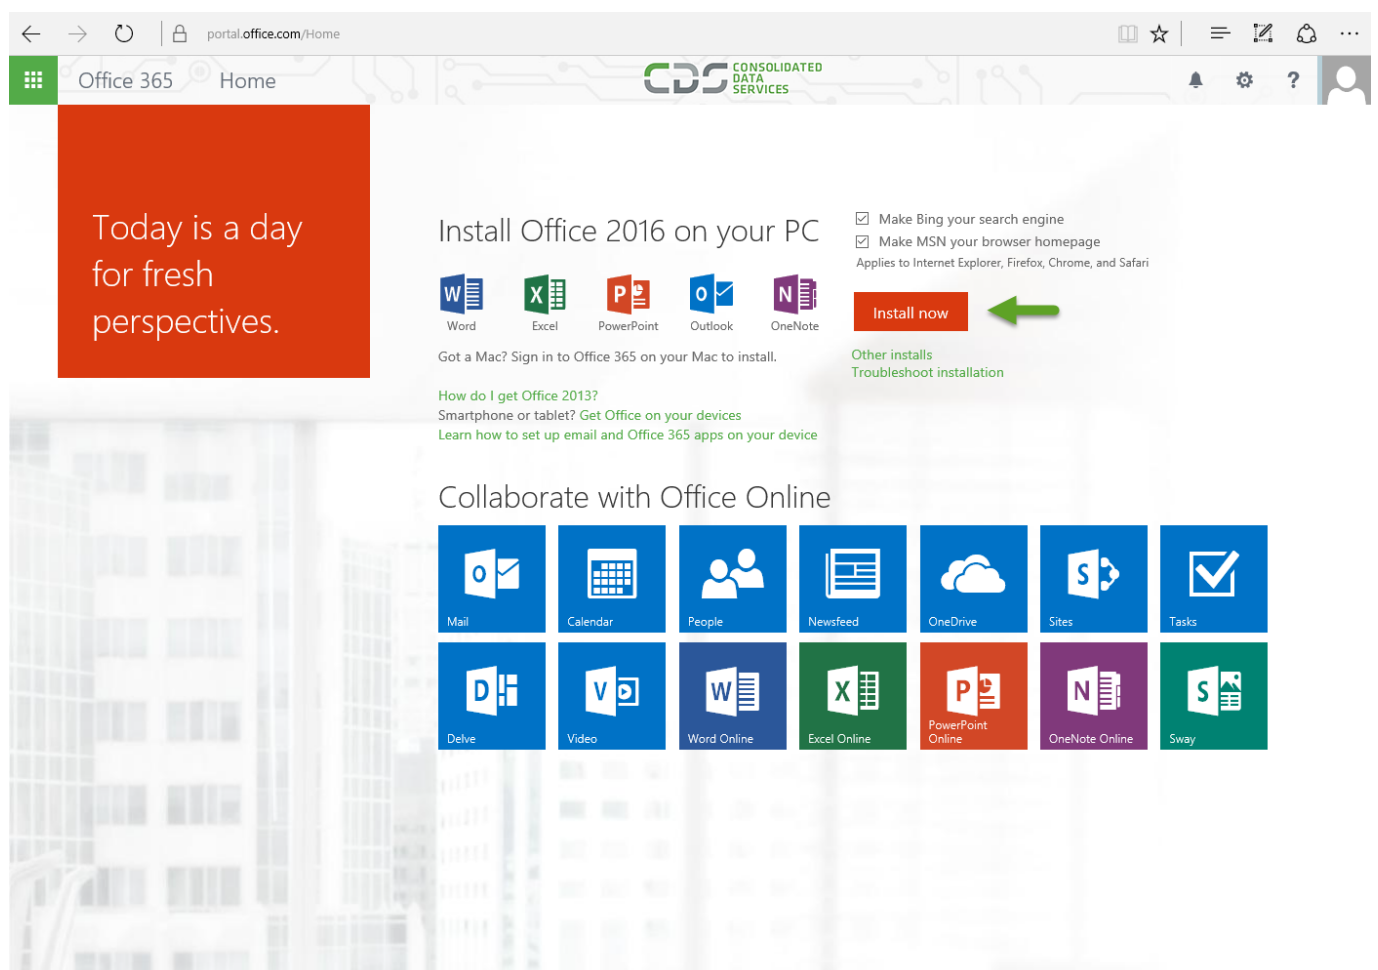 portal.office.com/Home
Office 365 Home
CDS CONSOLIDATED
DATA
SERVICES
?
Today is a day
for fresh
perspectives.
Install Office 2016 on your PC
W Word
X Excel
P PowerPoint
O Outlook
N OneNote
Got a Mac? Sign in to Office 365 on your Mac to install.
How do I get Office 2013?
Smartphone or tablet? Get Office on your devices
Learn how to set up email and Office 365 apps on your device
Make Bing your search engine
Make MSN your browser homepage
Applies to Internet Explorer, Firefox, Chrome, and Safari
Install now
Other installs
Troubleshoot installation
Collaborate with Office Online
O Mail
Calendar
People
Newsfeed
OneDrive
S Sites
Tasks
D Delve
V Video
W Word Online
X Excel Online
P PowerPoint
Online
N OneNote Online
S Sway